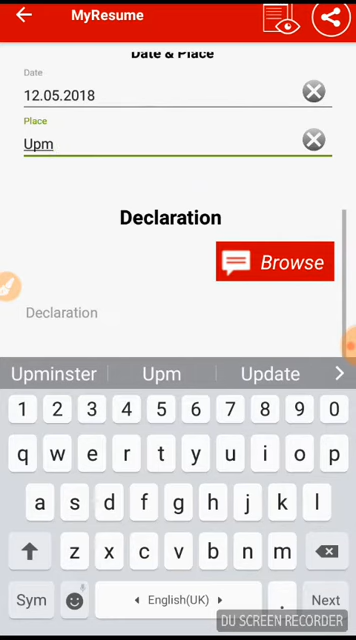 MyResume
Date & Place
Date
12.05.2018
Place
Upm
Declaration
Browse
Declaration
Upminster Upm Update
1 2 3 4 5 6 7 8 9 0
q w e r t y u i o p
a s d f g h j k l
z x c v b n m
Sym English(UK) . Next
DU SCREEN RECORDER